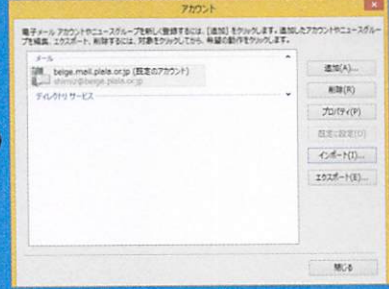 アカウント
電子メール アカウントやニュースグループを新しく登録するには、[追加] をクリックします。追加したアカウントやニュースグルー
プを編集、エクスポート、削除するには、対象をクリックしてから、希望の動作をクリックします。
メール
beige.mail.plala.or.jp (既定のアカウント)
ディレクトリ サービス
追加(A)...
削除(R)
プロパティ(P)
既定に設定(D)
インポート(I)...
エクスポート(E)...
閉じる